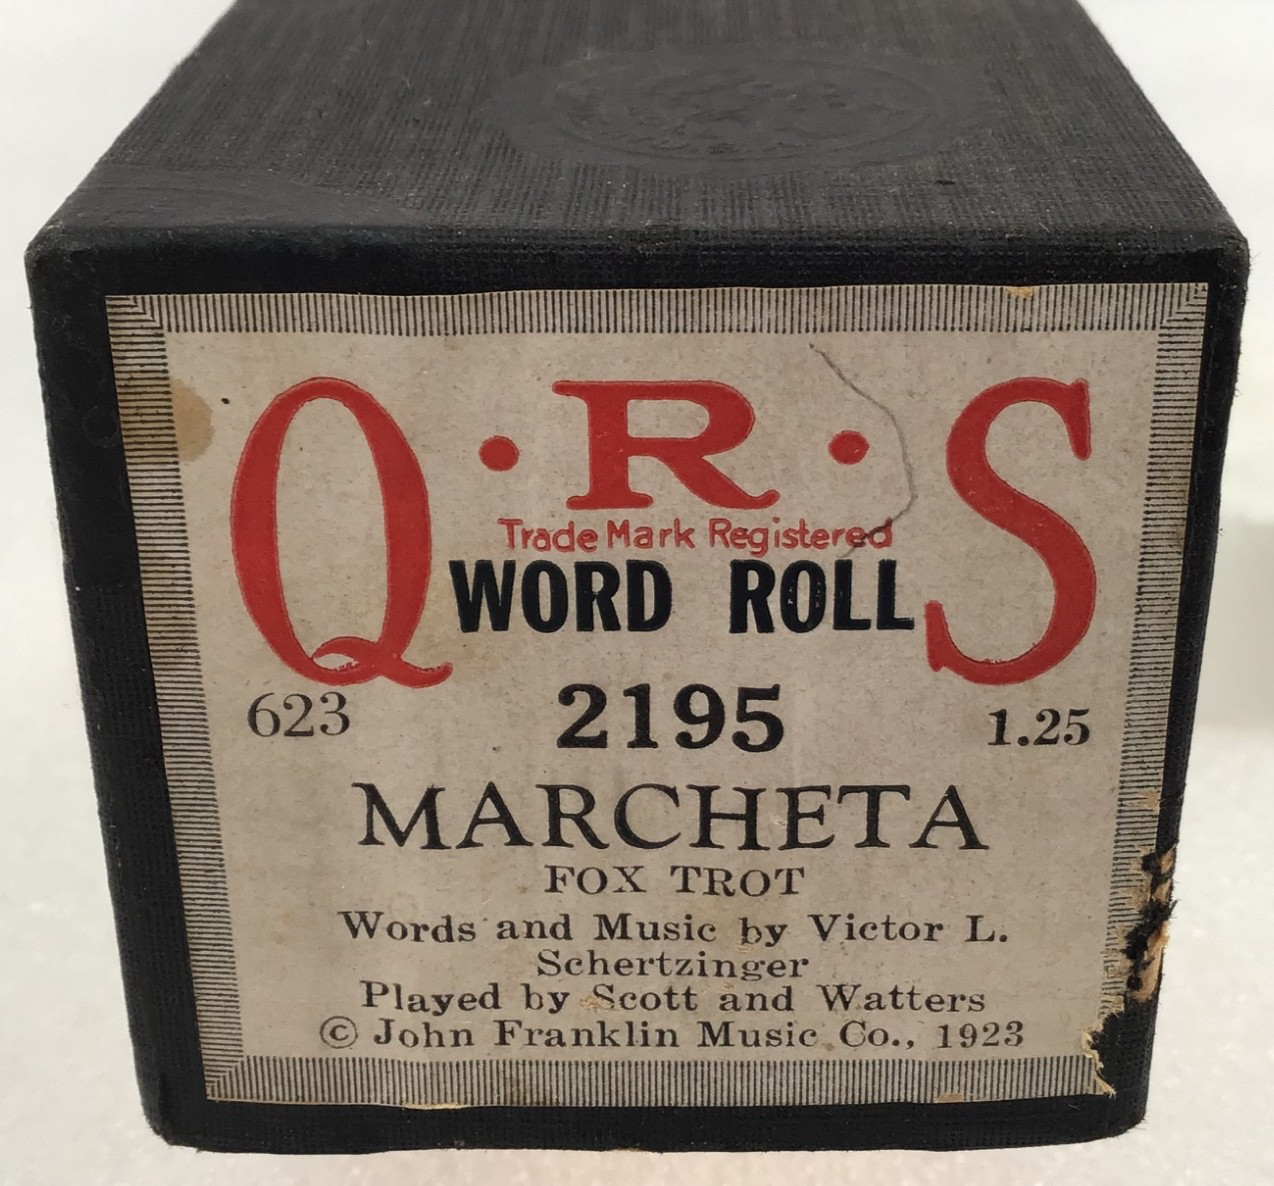 Q·R·S
Trade Mark Registered
WORD ROLL
623 2195 1.25
MARCHETA
FOX TROT
Words and Music by Victor L.
Schertzinger
Played by Scott and Watters
© John Franklin Music Co., 1923